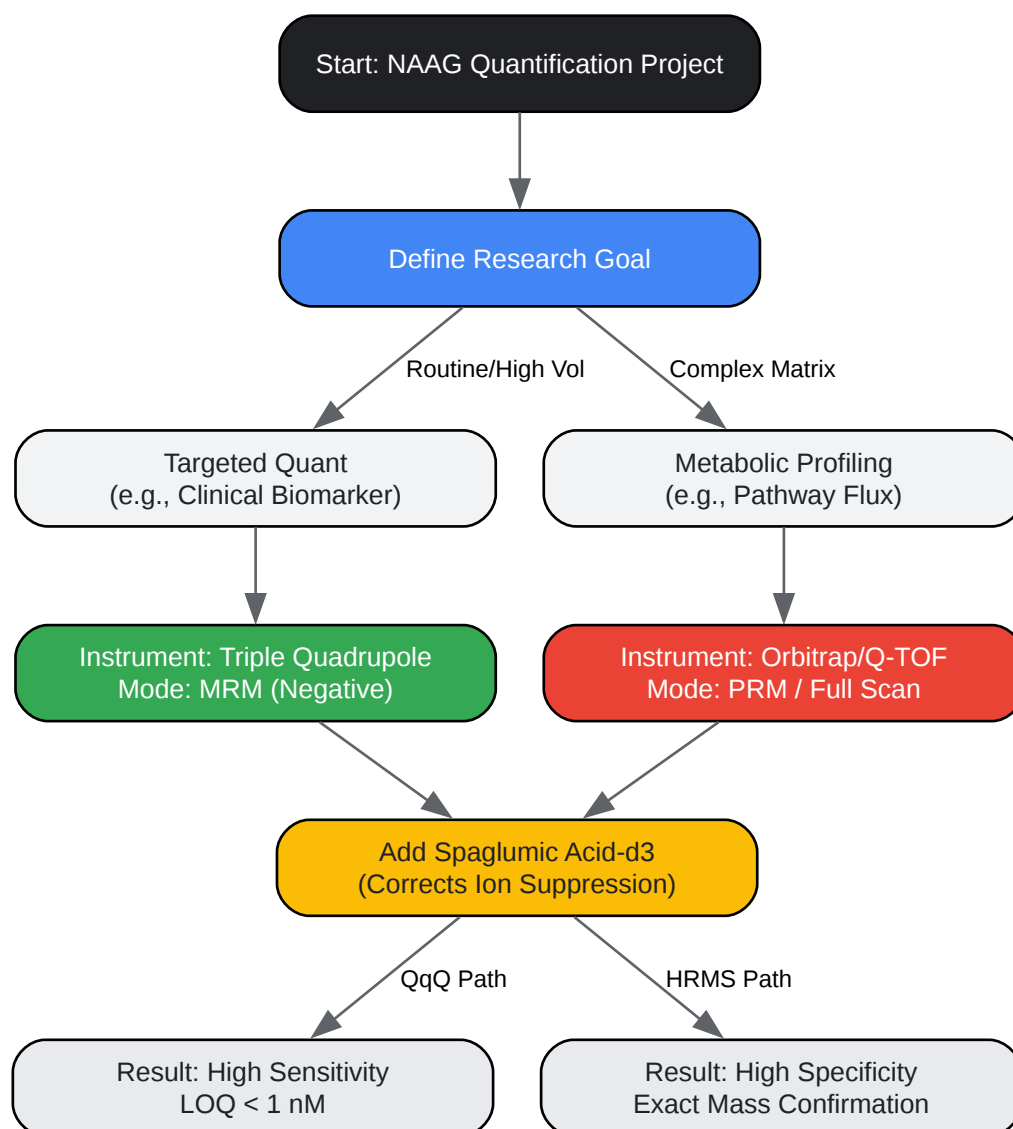 Start: NAAG Quantification Project
Define Research Goal
Routine/High Vol
Complex Matrix
Targeted Quant
(e.g., Clinical Biomarker)
Metabolic Profiling
(e.g., Pathway Flux)
Instrument: Triple Quadrupole
Mode: MRM (Negative)
Instrument: Orbitrap/Q-TOF
Mode: PRM / Full Scan
Add Spaglumic Acid-d3
(Corrects Ion Suppression)
QqQ Path
HRMS Path
Result: High Sensitivity
LOQ < 1 nM
Result: High Specificity
Exact Mass Confirmation